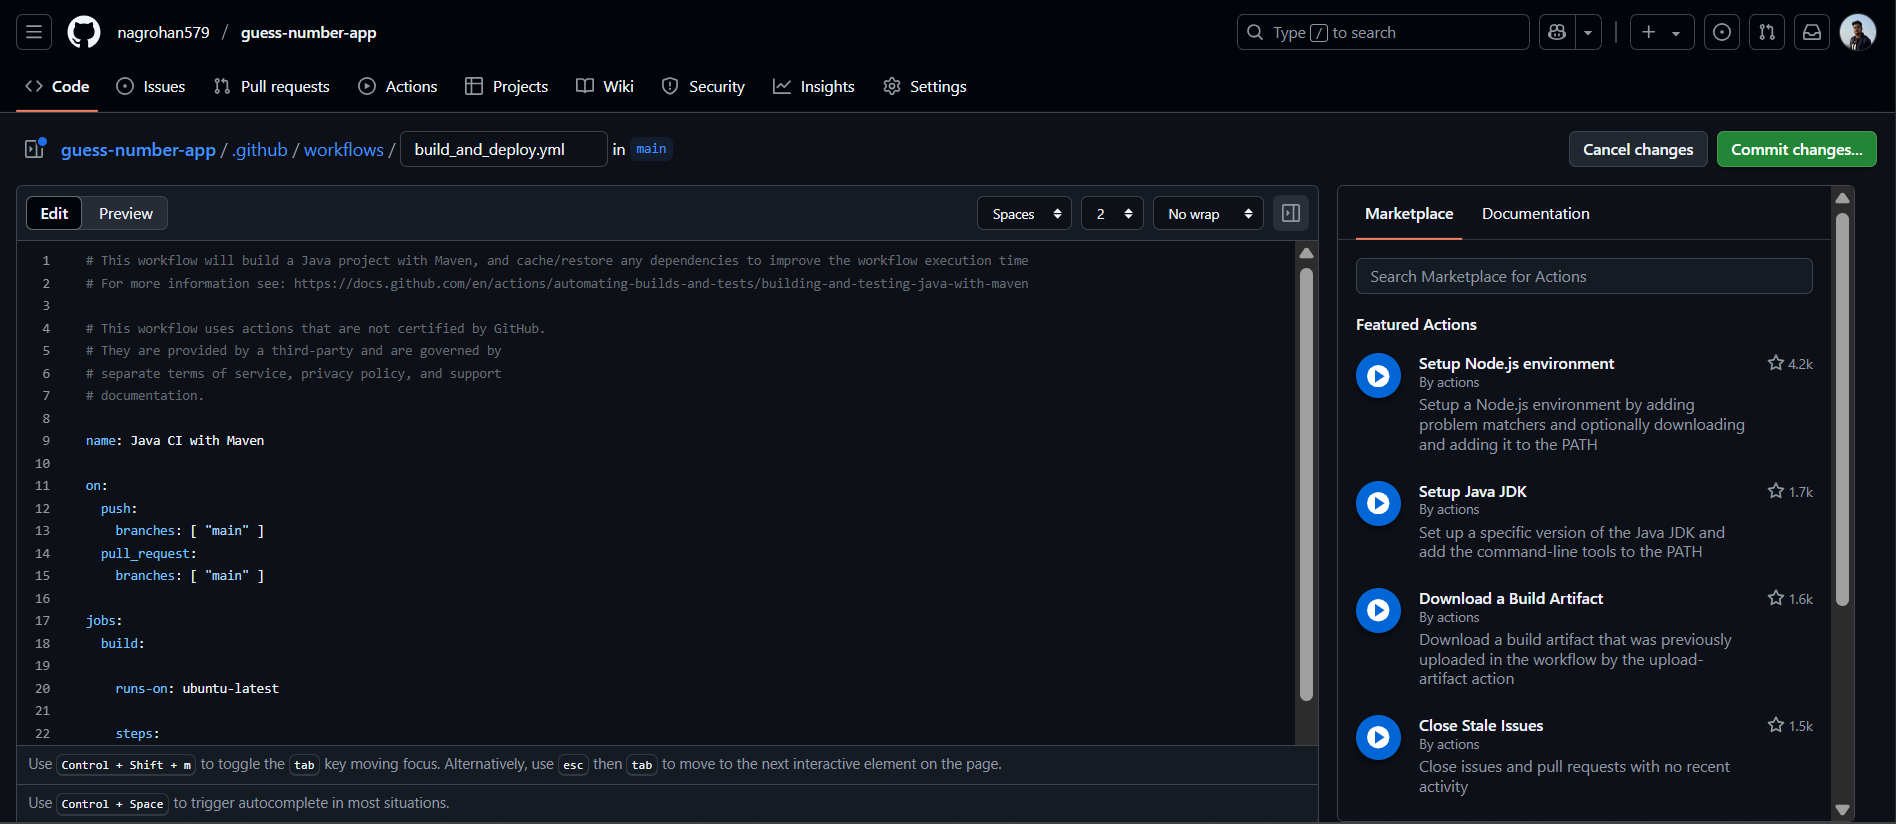 nagrohan579 / guess-number-app
Type / to search
Code Issues Pull requests Actions Projects Wiki Security Insights Settings
guess-number-app / .github / workflows / build_and_deploy.yml in main
Cancel changes Commit changes...
Edit Preview
Spaces 2 No wrap
1 # This workflow will build a Java project with Maven, and cache/restore any dependencies to improve the workflow execution time
2 # For more information see: https://docs.github.com/en/actions/automating-builds-and-tests/building-and-testing-java-with-maven
3
4 # This workflow uses actions that are not certified by GitHub.
5 # They are provided by a third-party and are governed by
6 # separate terms of service, privacy policy, and support
7 # documentation.
8
9 name: Java CI with Maven
10
11 on:
12 push:
13 branches: [ "main" ]
14 pull_request:
15 branches: [ "main" ]
16
17 jobs:
18 build:
19
20 runs-on: ubuntu-latest
21
22 steps:
Use Control + Shift + m to toggle the tab key moving focus. Alternatively, use esc then tab to move to the next interactive element on the page.
Use Control + Space to trigger autocomplete in most situations.
Marketplace Documentation
Search Marketplace for Actions
Featured Actions
Setup Node.js environment 4.2k
By actions
Setup a Node.js environment by adding
problem matchers and optionally downloading
and adding it to the PATH
Setup Java JDK 1.7k
By actions
Set up a specific version of the Java JDK and
add the command-line tools to the PATH
Download a Build Artifact 1.6k
By actions
Download a build artifact that was previously
uploaded in the workflow by the upload-
artifact action
Close Stale Issues 1.5k
By actions
Close issues and pull requests with no recent
activity